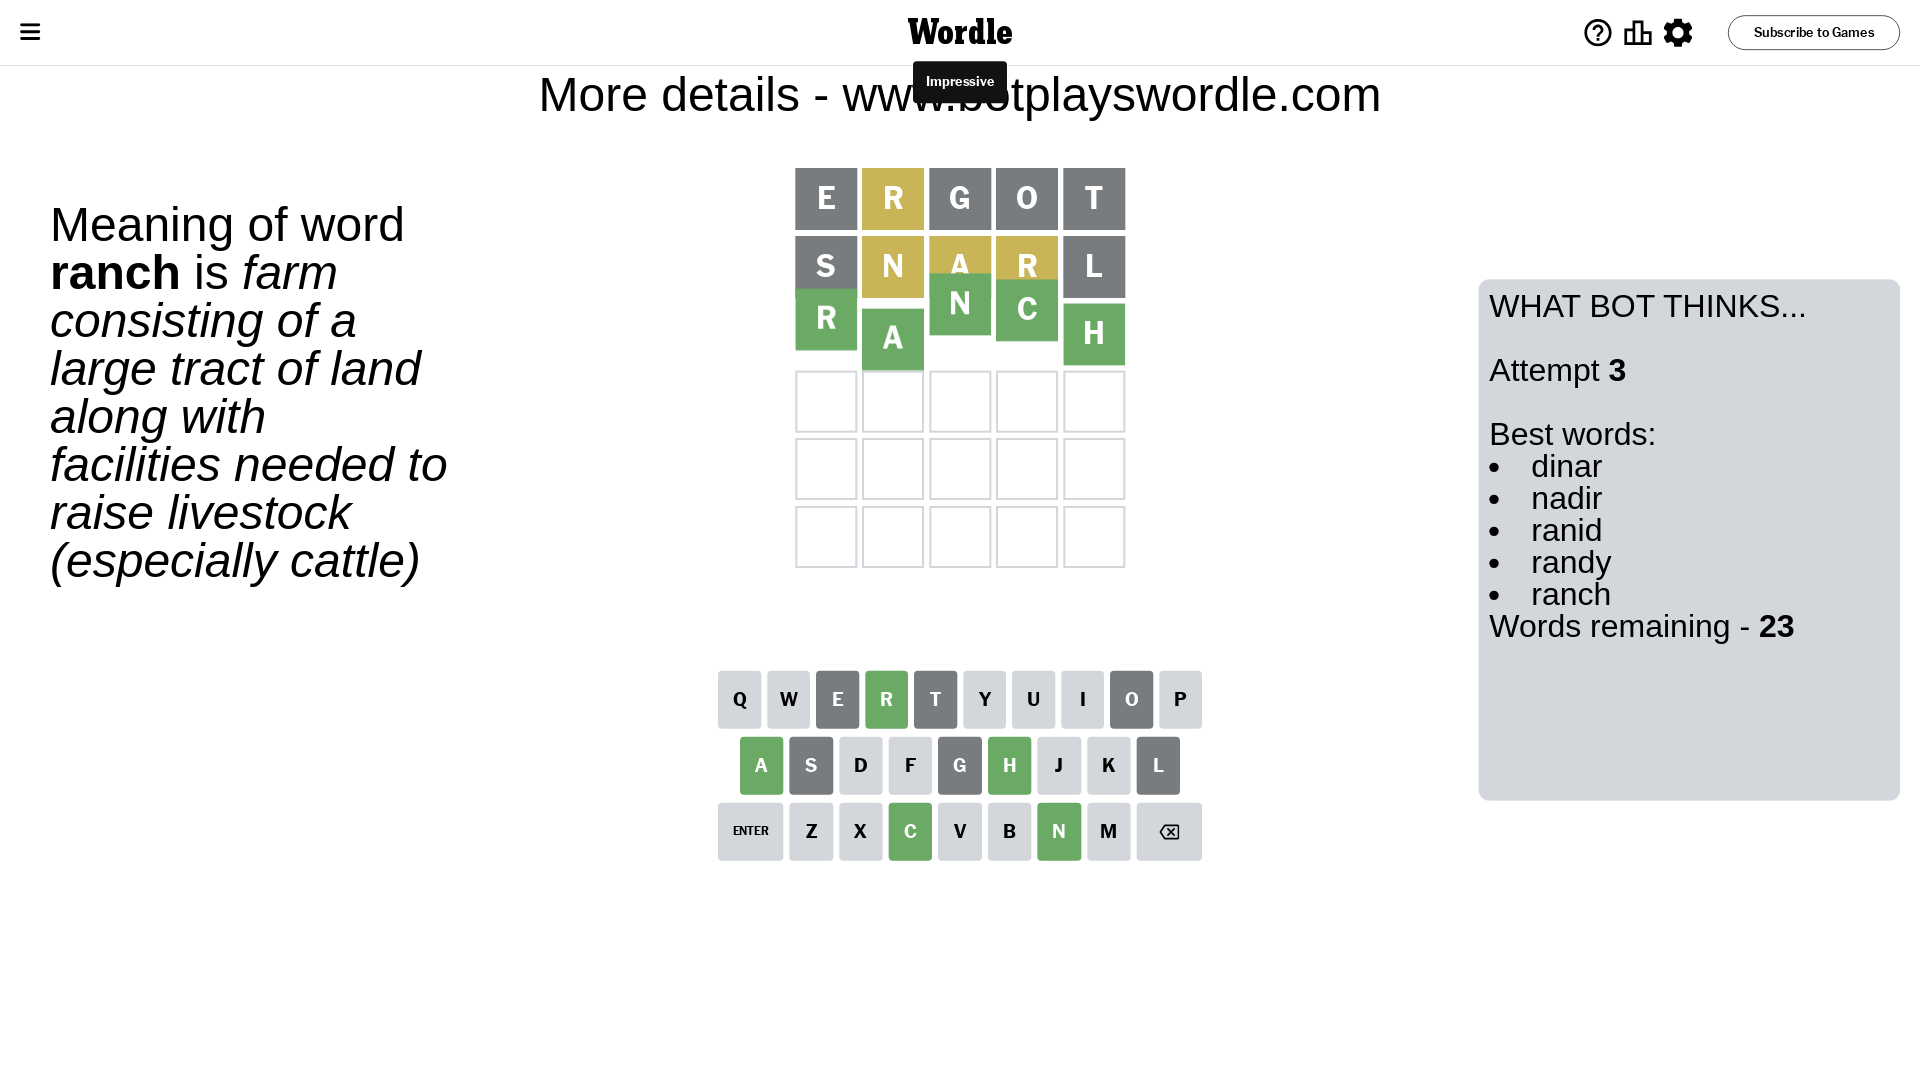 Wordle
Subscribe to Games
Impressive
More details - www.botplayswordle.com
Meaning of word
ranch is farm
consisting of a
large tract of land
along with
facilities needed to
raise livestock
(especially cattle)
E R G O T
S N A R L
R A N C H
WHAT BOT THINKS...
Attempt 3
Best words:
• dinar
• nadir
• ranid
• randy
• ranch
Words remaining - 23
Q W E R T Y U I O P
A S D F G H J K L
ENTER Z X C V B N M